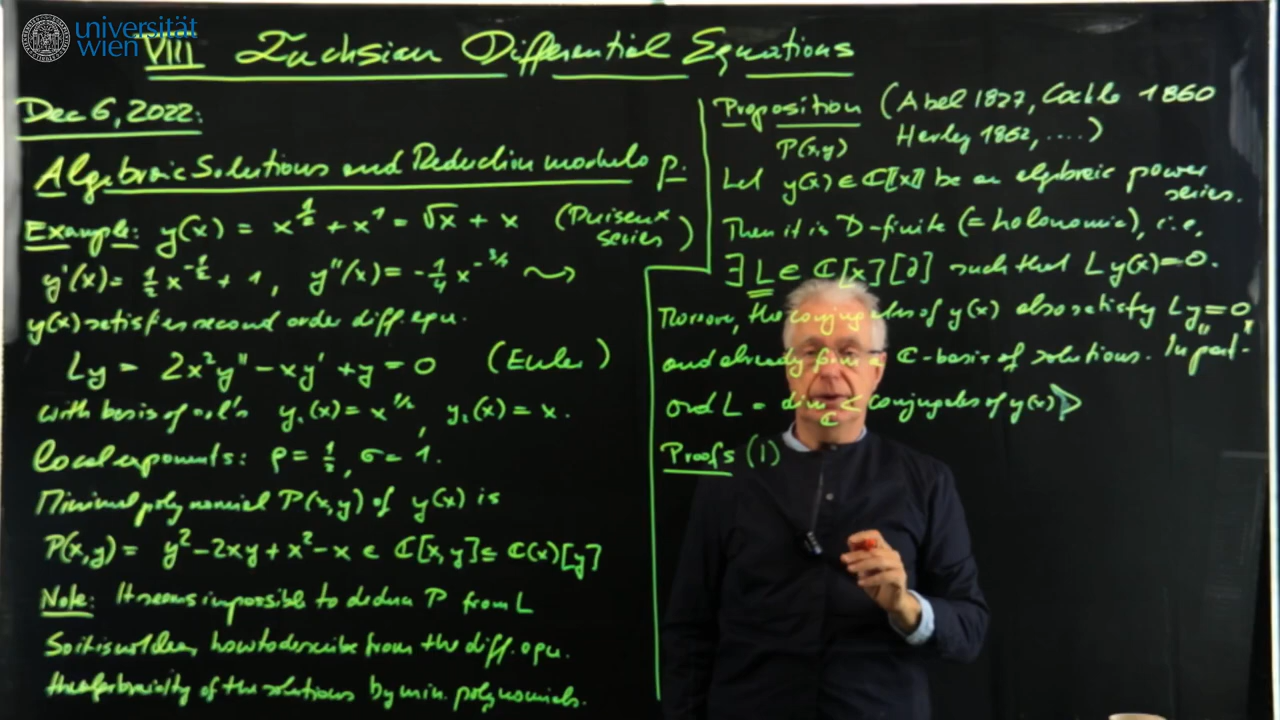 universität
wien
VIII Fuchsian Differential Equations
Dec 6, 2022:
Algebraic Solutions and Reduction modulo p.
Example: y(x) = x^{1/2} + x^1 = √x + x (Puiseux series)
y'(x) = 1/2 x^{-1/2} + 1, y''(x) = -1/4 x^{-3/2} ⤳
y(x) satisfies second order diff. equ.
Ly = 2x²y'' - xy' + y = 0 (Euler)
with basis of sol's y₁(x) = x^{1/2}, y₂(x) = x.
Local exponents: ρ = 1/2, σ = 1.
Minimal polynomial P(x,y) of y(x) is
P(x,y) = y² - 2xy + x² - x ∈ ℂ[x,y] ⊆ ℂ(x)[y]
Note: It seems impossible to deduce P from L
So it is not clear, how to describe from the diff. equ.
the algebraicity of the solutions by min. polynomials.
Proposition (Abel 1827, Cockle 1860
Harley 1862, ....)
P(x,y)
Let y(x) ∈ ℂ[[x]] be an algebraic power series.
Then it is D-finite (= holonomic), i.e.
∃ L ∈ ℂ[x][∂] such that Ly(x) = 0.
Moreover, the conjugates of y(x) also satisfy Ly = 0
and already form a ℂ-basis of solutions. "In part."
ord L = dim_ℂ < conjugates of y(x) >
Proofs (1)